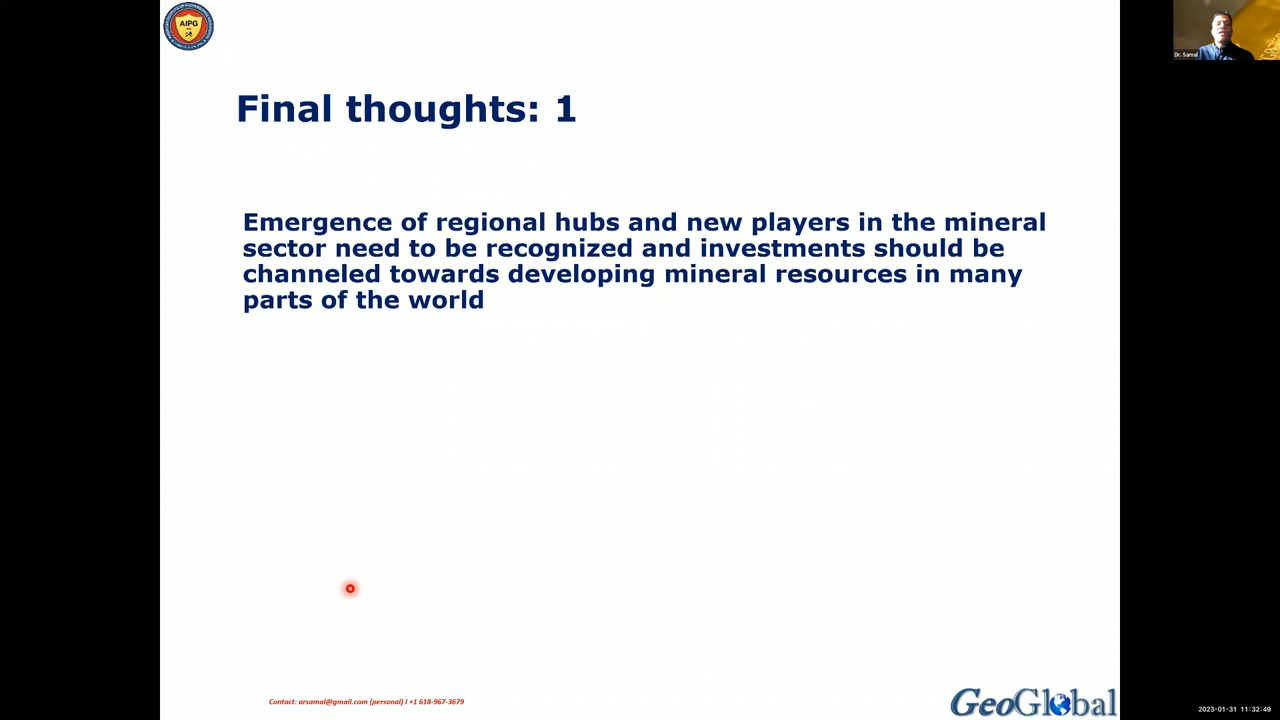 AIPG
Dr. Samal
Final thoughts: 1
Emergence of regional hubs and new players in the mineral
sector need to be recognized and investments should be
channeled towards developing mineral resources in many
parts of the world
Contact: arsamal@gmail.com (personal) I +1 618-967-3679
GeoGlobal
2023-01-31 11:32:49